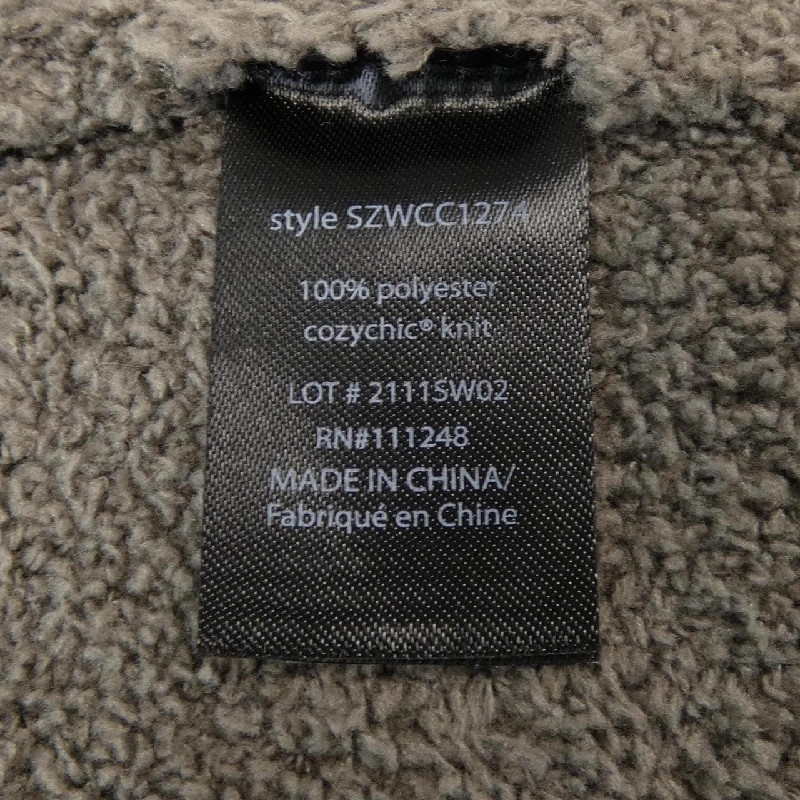 style SZWCC1274
100% polyester
cozychic® knit
LOT # 2111SW02
RN#111248
MADE IN CHINA/
Fabriqué en Chine